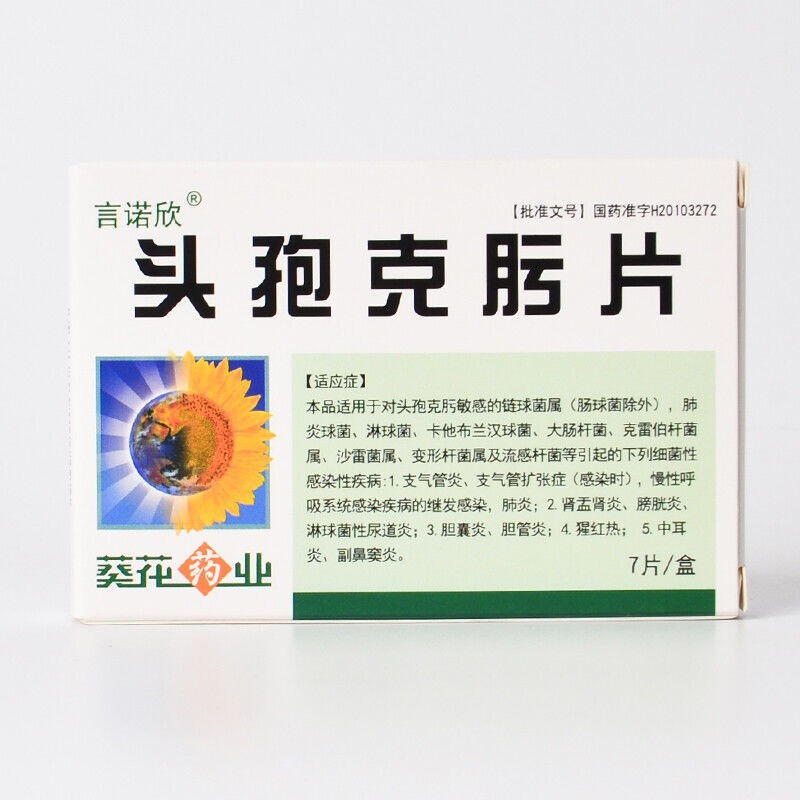 言诺欣®
【批准文号】国药准字H20103272
头孢克肟片
【适应症】
本品适用于对头孢克肟敏感的链球菌属（肠球菌除外），肺
炎球菌、淋球菌、卡他布兰汉球菌、大肠杆菌、克雷伯杆菌
属、沙雷菌属、变形杆菌属及流感杆菌等引起的下列细菌性
感染性疾病:1.支气管炎、支气管扩张症（感染时），慢性呼
吸系统感染疾病的继发感染，肺炎；2.肾盂肾炎、膀胱炎、
淋球菌性尿道炎；3.胆囊炎、胆管炎；4.猩红热； 5.中耳
炎、副鼻窦炎。
7片/盒
葵花药业